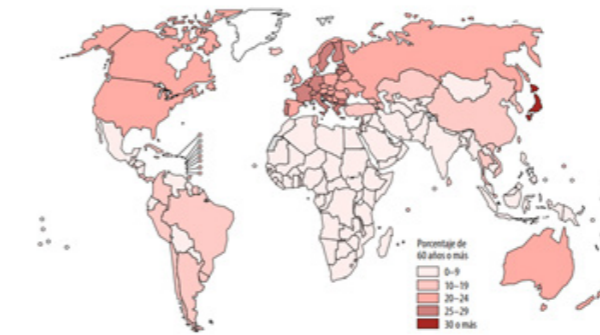 Porcentaje de
60 años o más
0–9
10–19
20–24
25–29
30 o más